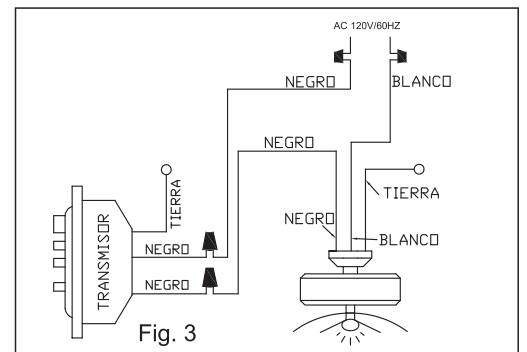 AC 120V/60HZ
NEGRO
BLANCO
NEGRO
TIERRA
TIERRA
NEGRO
BLANCO
TRANSMISOR
NEGRO
NEGRO
Fig. 3